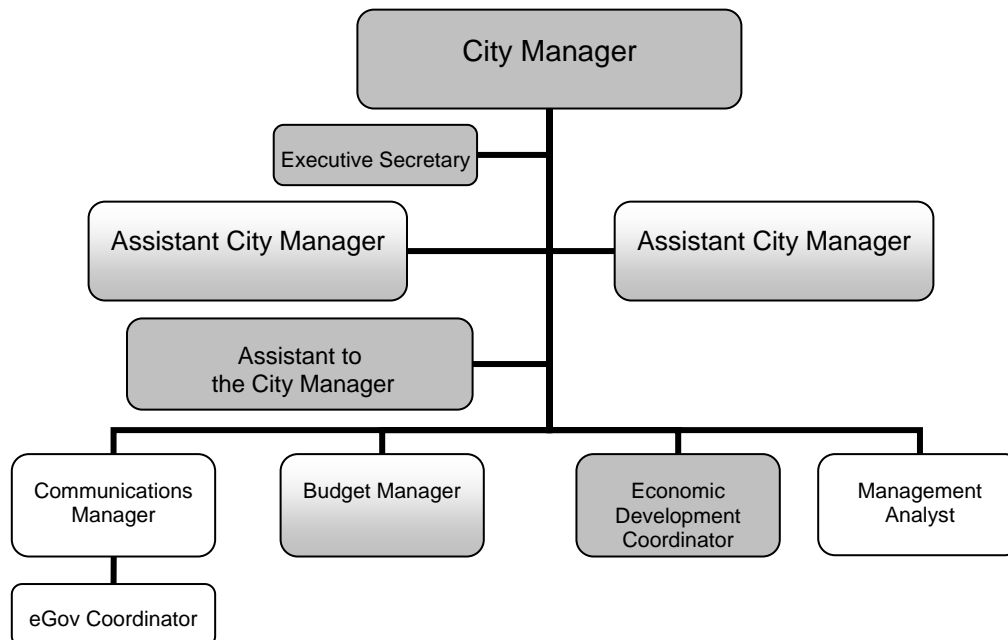 City Manager
Executive Secretary
Assistant City Manager
Assistant City Manager
Assistant to
the City Manager
Communications
Manager
Budget Manager
Economic
Development
Coordinator
Management
Analyst
eGov Coordinator